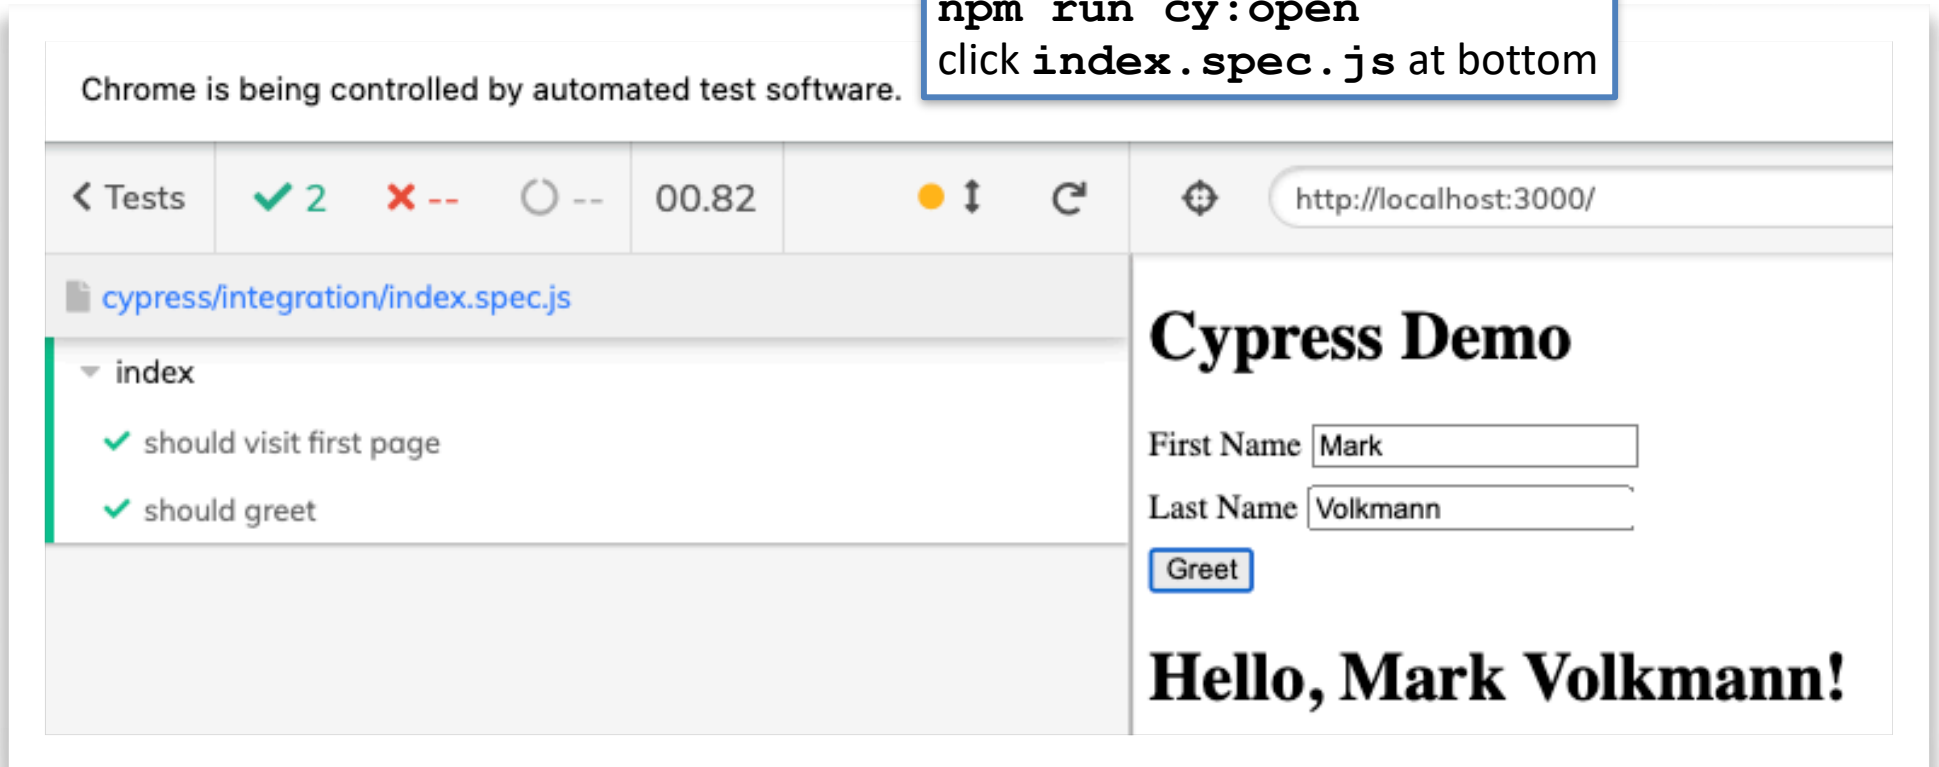 npm run cy:open
click index.spec.js at bottom
Chrome is being controlled by automated test software.
Tests 2 -- -- 00.82 http://localhost:3000/
cypress/integration/index.spec.js
index
should visit first page
should greet
Cypress Demo
First Name Mark
Last Name Volkmann
Greet
Hello, Mark Volkmann!